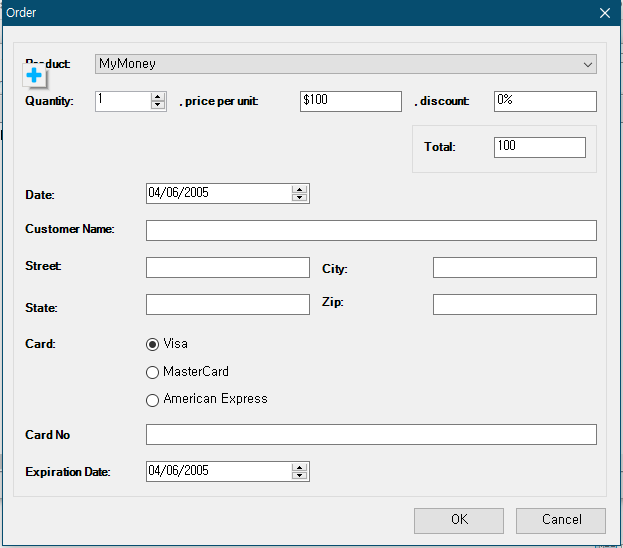 Order
Product: MyMoney
Quantity: 1 , price per unit: $100 , discount: 0%
Total: 100
Date: 04/06/2005
Customer Name:
Street: City:
State: Zip:
Card: Visa
MasterCard
American Express
Card No
Expiration Date: 04/06/2005
OK Cancel